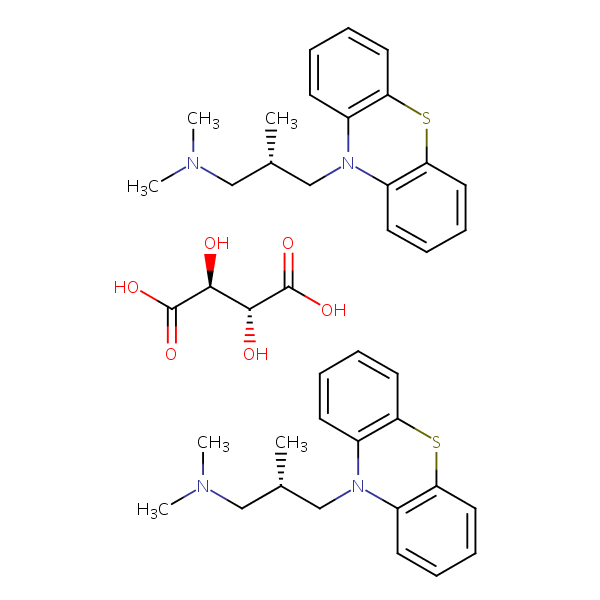 S
CH₃ CH₃
N N
H₃C
OH O
HO
OH
O OH
S
CH₃ CH₃
N N
H₃C